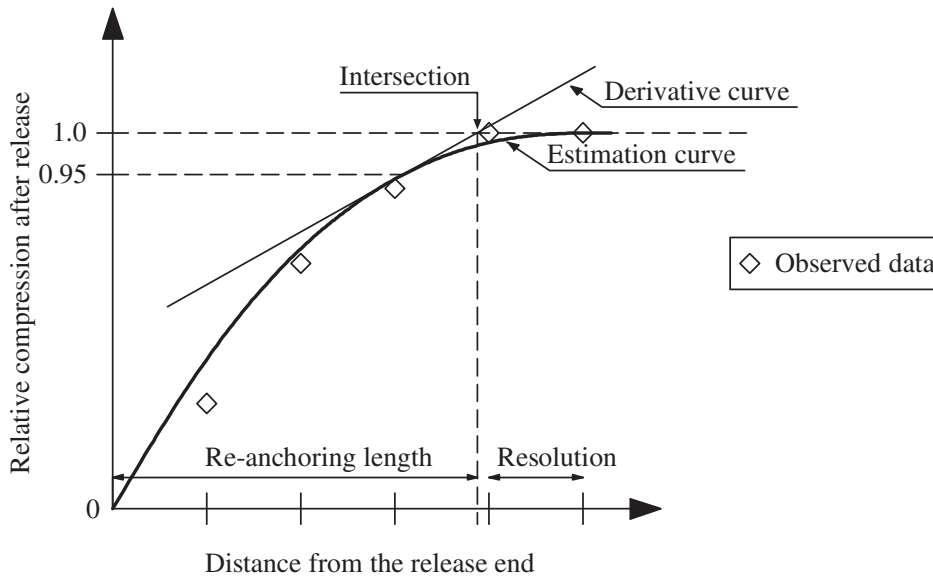 Intersection
Derivative curve
1.0
Estimation curve
0.95
Relative compression after release
Observed data
Re-anchoring length
Resolution
0
Distance from the release end